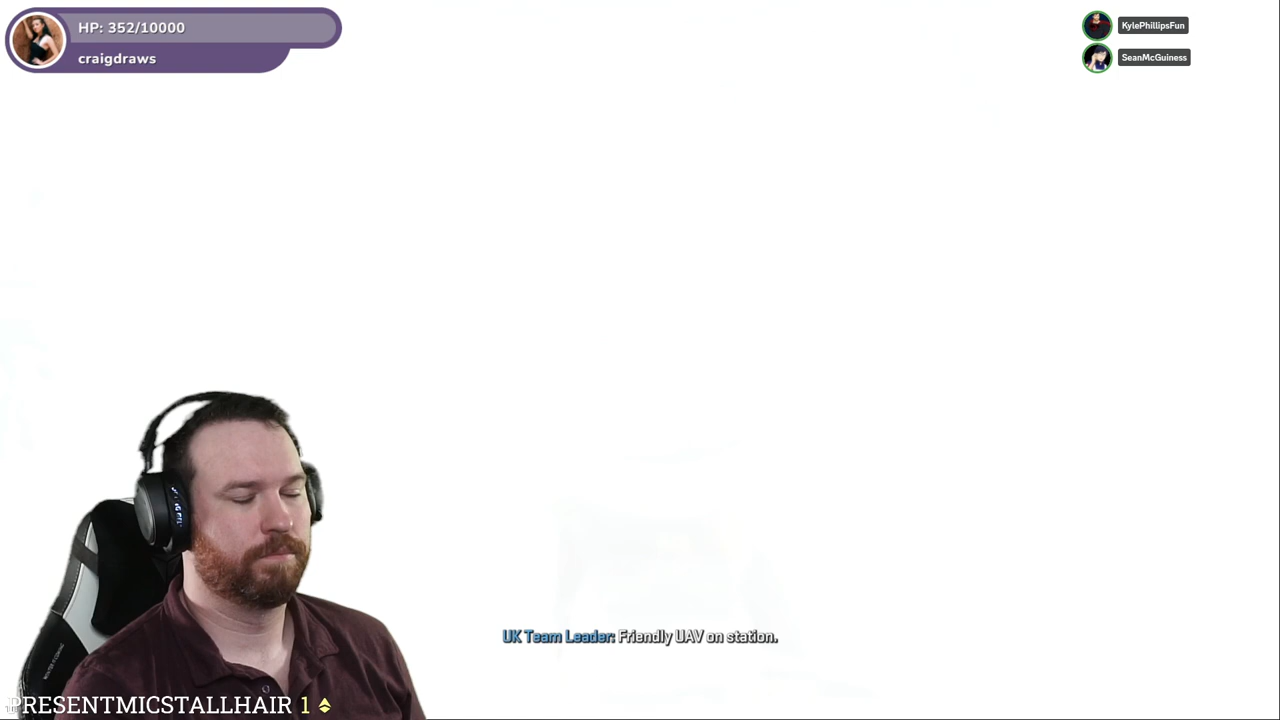 HP: 352/10000
craigdraws
KylePhillipsFun
SeanMcGuiness
UK Team Leader: Friendly UAV on station.
PRESENTMICSTALLHAIR 1